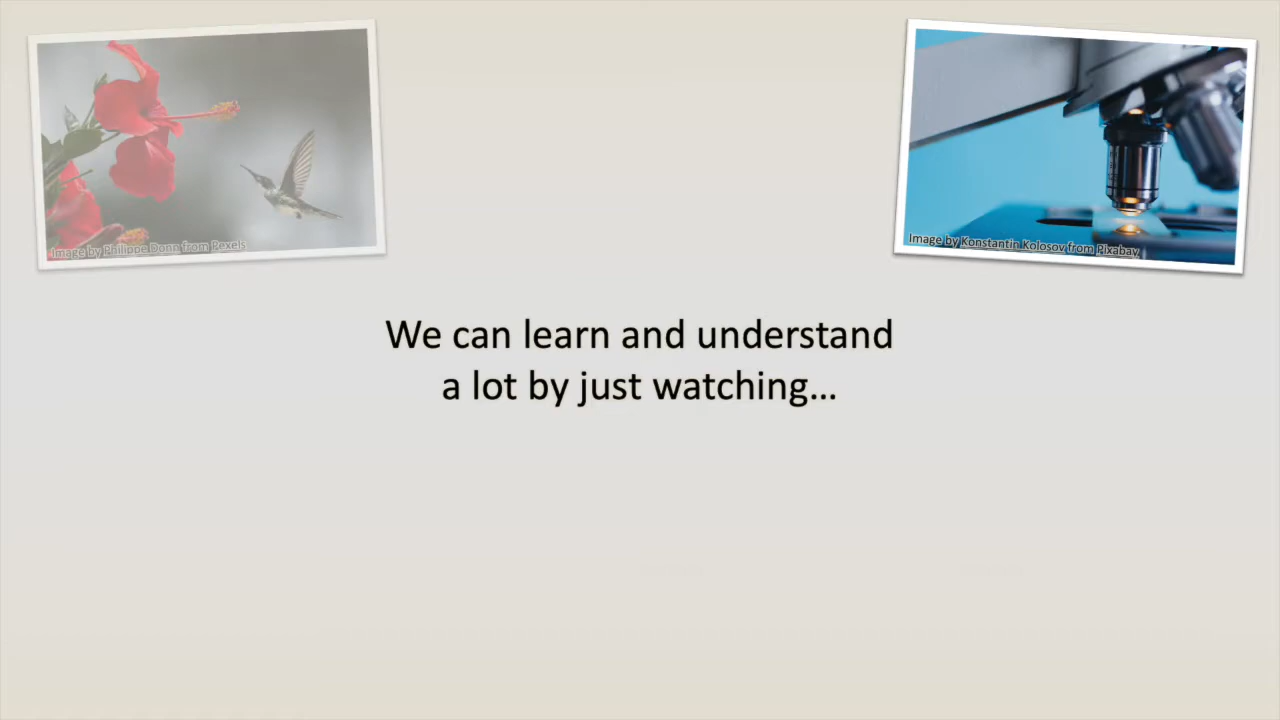 Image by Philippe Donn from Pexels
Image by Konstantin Kolosov from Pixabay
We can learn and understand
a lot by just watching…